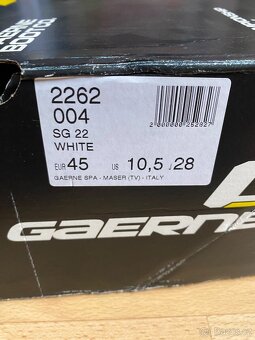 2262
004
SG 22
WHITE
EUR 45 US 10,5 J 28
GAERNE SPA - MASER (TV) - ITALY
GAERNE